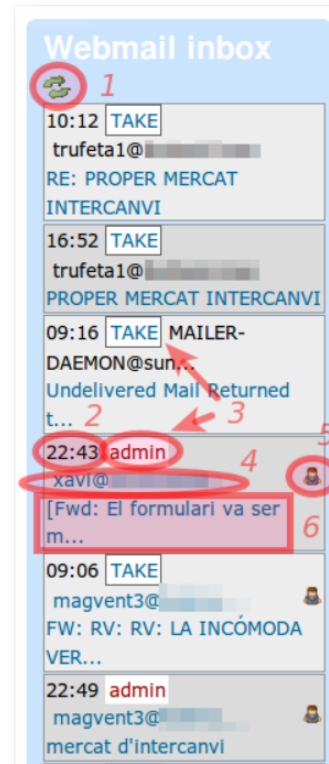 Webmail inbox
1
10:12 TAKE
trufeta1@
RE: PROPER MERCAT
INTERCANVI
16:52 TAKE
trufeta1@
PROPER MERCAT INTERCANVI
09:16 TAKE MAILER-
DAEMON@sun...
Undelivered Mail Returned
t... 2 3
22:43 admin 4 5
xavi@
[Fwd: El formulari va ser
m... 6
09:06 TAKE
magvent3@
FW: RV: RV: LA INCÓMODA
VER...
22:49 admin
magvent3@
mercat d'intercanvi